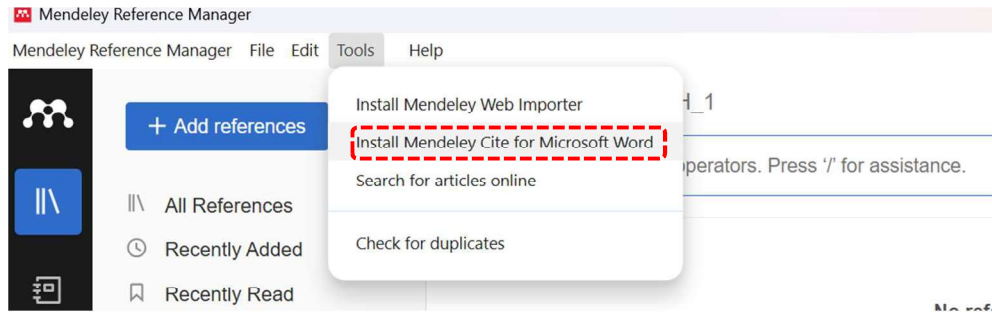 Mendeley Reference Manager
Mendeley Reference Manager File Edit Tools Help
+ Add references
All References
Recently Added
Recently Read
Install Mendeley Web Importer
Install Mendeley Cite for Microsoft Word
Search for articles online
Check for duplicates
H_1
operators. Press '/' for assistance.
No